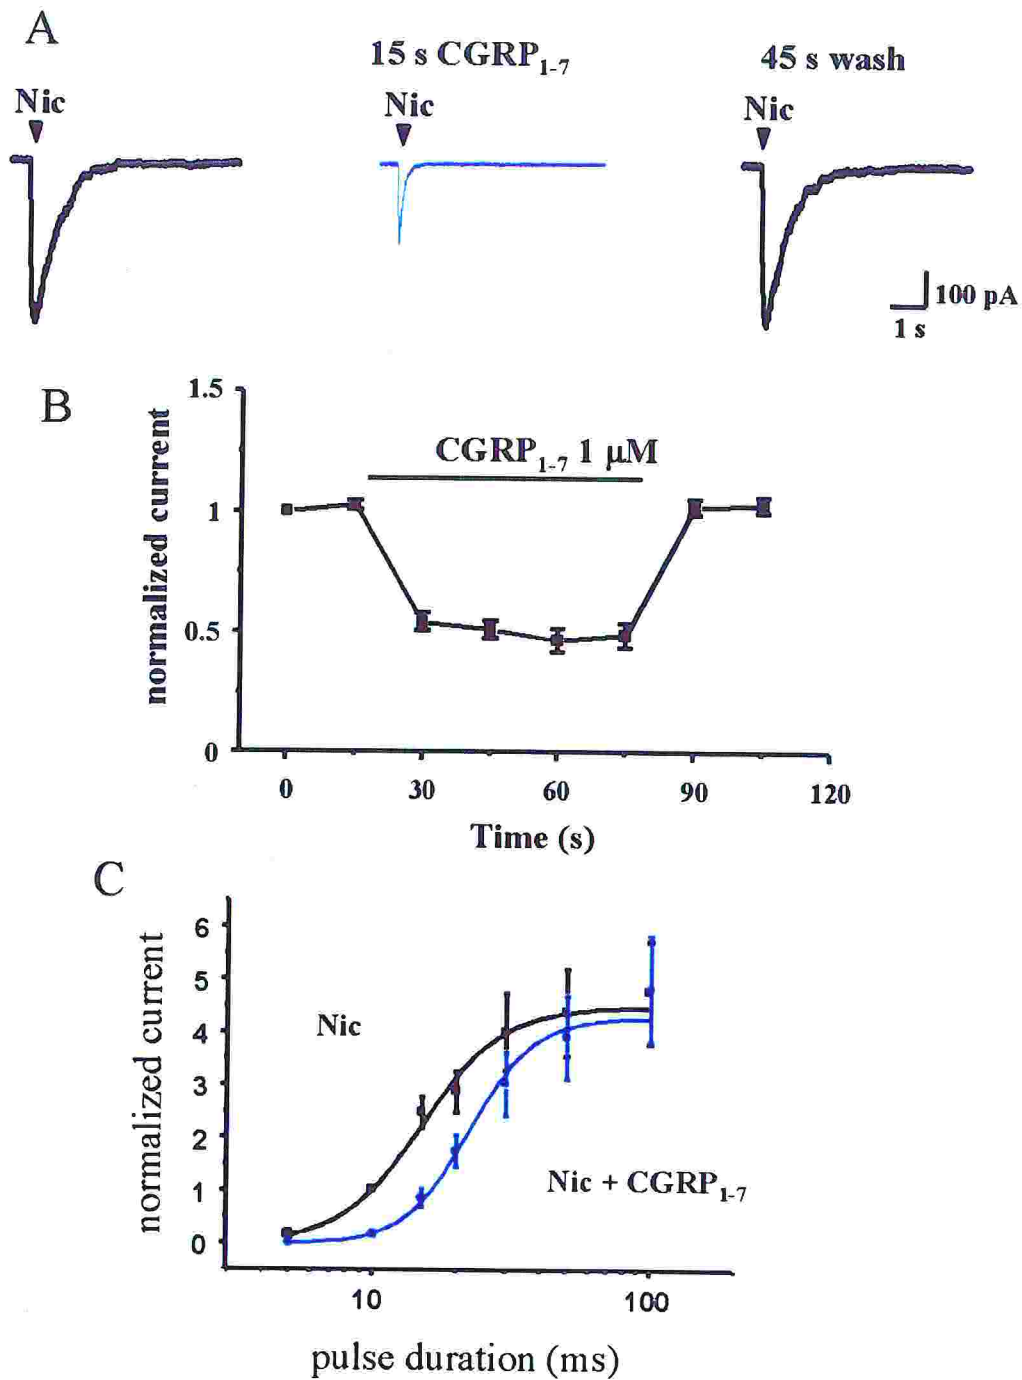 A
15 s CGRP1-7
45 s wash
Nic
Nic
Nic
100 pA
1 s
B
1.5
1
0.5
0
normalized current
CGRP1-7 1 μM
0
30
60
90
120
Time (s)
C
6
5
4
3
2
1
0
normalized current
Nic
Nic + CGRP1-7
10
100
pulse duration (ms)